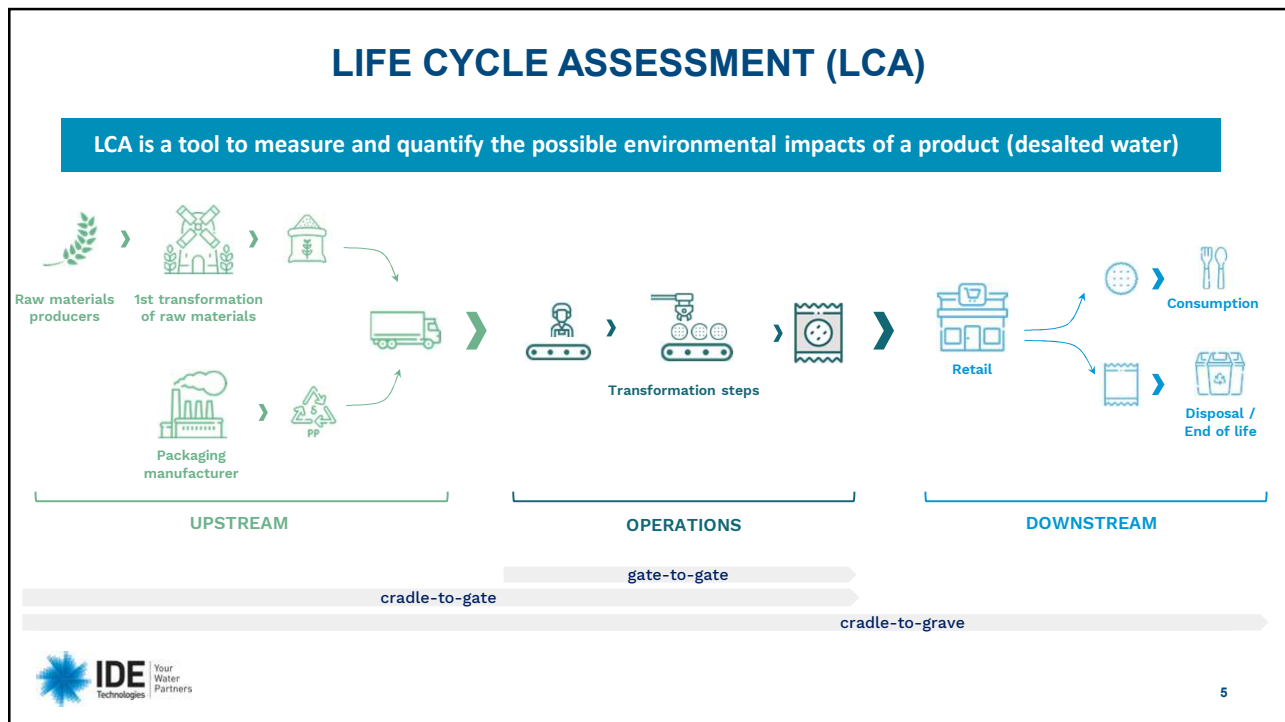 LIFE CYCLE ASSESSMENT (LCA)
LCA is a tool to measure and quantify the possible environmental impacts of a product (desalted water)
Raw materials
producers
1st transformation
of raw materials
PP
Packaging
manufacturer
Transformation steps
Retail
Consumption
Disposal /
End of life
UPSTREAM
OPERATIONS
DOWNSTREAM
gate-to-gate
cradle-to-gate
cradle-to-grave
IDE
Technologies
Your
Water
Partners
5